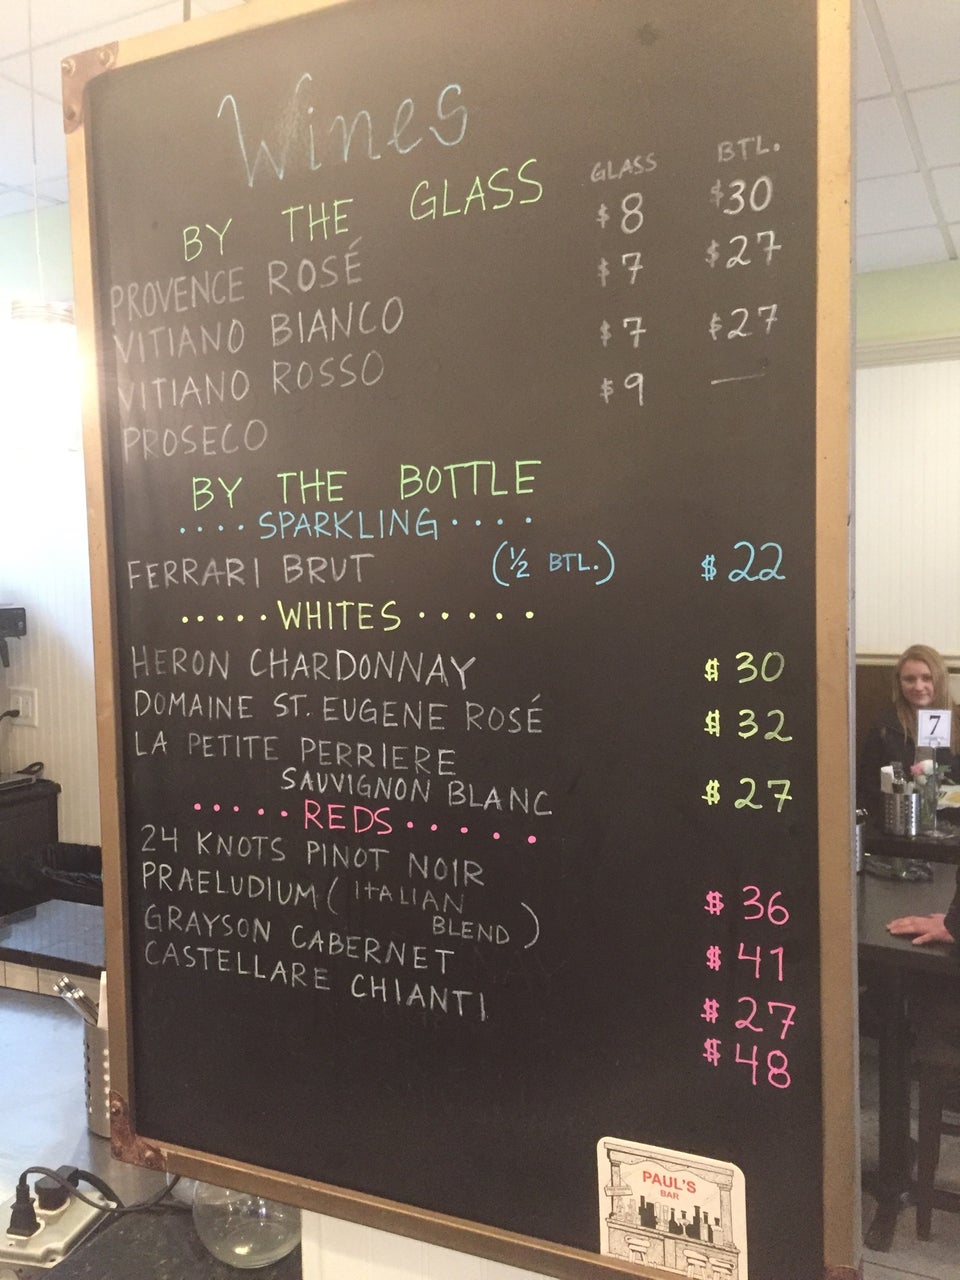 Wines
GLASS BTL.
BY THE GLASS
PROVENCE ROSÉ $8 $30
VITIANO BIANCO $7 $27
VITIANO ROSSO $7 $27
PROSECO $9 —
BY THE BOTTLE
....SPARKLING....
FERRARI BRUT (½ BTL.) $22
.....WHITES.....
HERON CHARDONNAY $30
DOMAINE ST. EUGENE ROSÉ $32
LA PETITE PERRIERE
SAUVIGNON BLANC $27
.....REDS.....
24 KNOTS PINOT NOIR $36
PRAELUDIUM (ITALIAN
BLEND) $41
GRAYSON CABERNET $27
CASTELLARE CHIANTI $48
PAUL'S
BAR
7